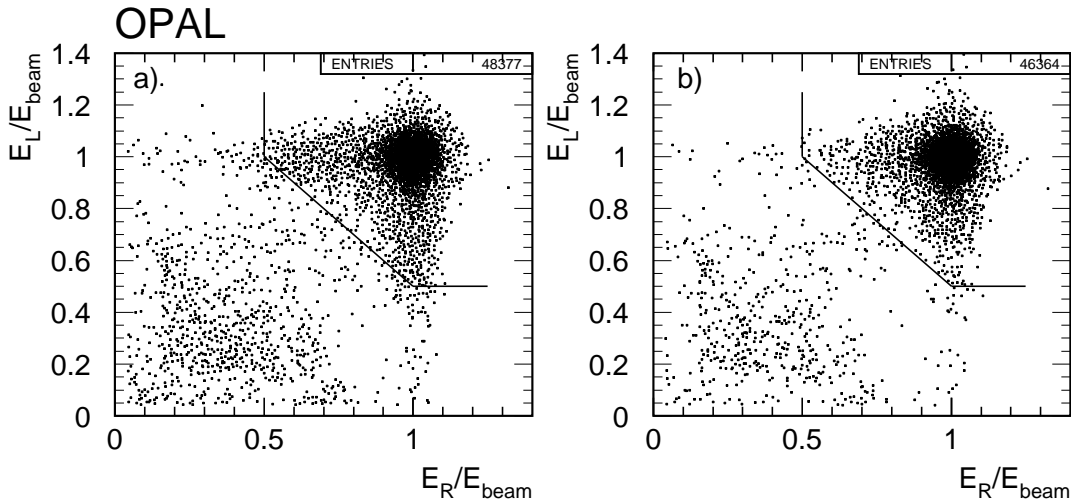 OPAL
a)
ENTRIES 48377
E_L/E_beam
1.4
1.2
1
0.8
0.6
0.4
0.2
0
0 0.5 1
E_R/E_beam
b)
ENTRIES 46364
E_L/E_beam
1.4
1.2
1
0.8
0.6
0.4
0.2
0
0 0.5 1
E_R/E_beam